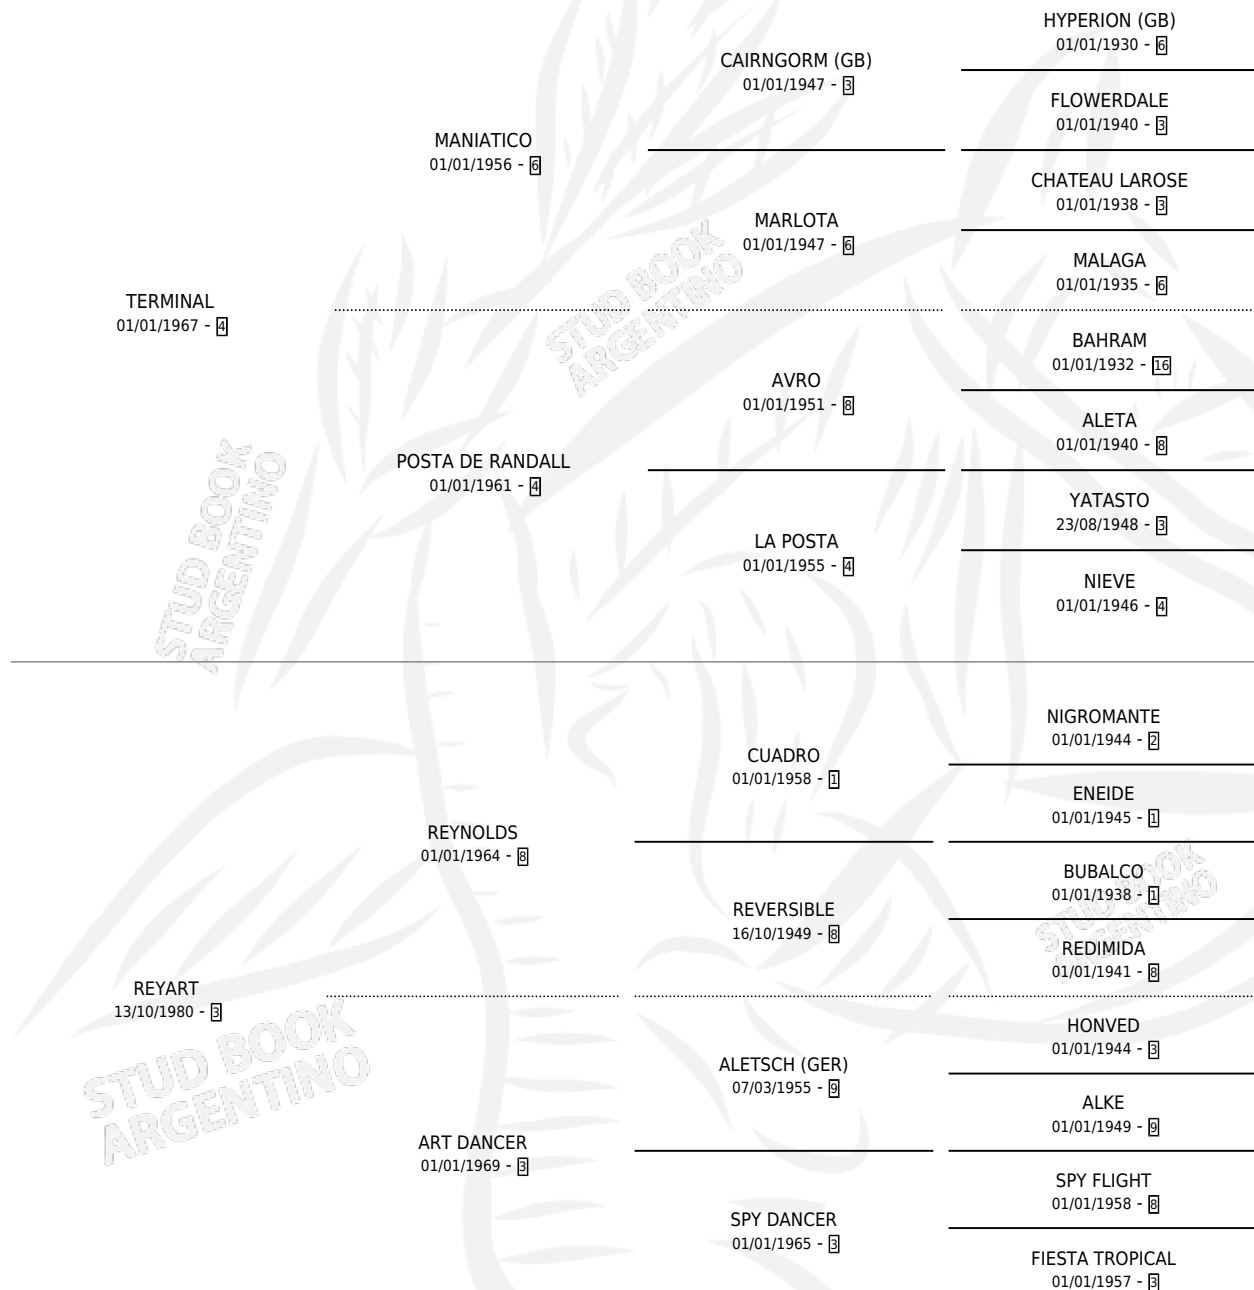 HYPERION (GB)
01/01/1930 - 6
CAIRNGORM (GB)
01/01/1947 - 3
FLOWERDALE
01/01/1940 - 3
MANIATICO
01/01/1956 - 6
CHATEAU LAROSE
01/01/1938 - 3
MARLOTA
01/01/1947 - 6
MALAGA
01/01/1935 - 6
TERMINAL
01/01/1967 - 4
BAHRAM
01/01/1932 - 16
AVRO
01/01/1951 - 8
ALETA
01/01/1940 - 8
POSTA DE RANDALL
01/01/1961 - 4
YATASTO
23/08/1948 - 3
LA POSTA
01/01/1955 - 4
NIEVE
01/01/1946 - 4
NIGROMANTE
01/01/1944 - 2
CUADRO
01/01/1958 - 1
ENEIDE
01/01/1945 - 1
REYNOLDS
01/01/1964 - 8
BUBALCO
01/01/1938 - 1
REVERSIBLE
16/10/1949 - 8
REDIMIDA
01/01/1941 - 8
REYART
13/10/1980 - 3
HONVED
01/01/1944 - 3
ALETSCH (GER)
07/03/1955 - 9
ALKE
01/01/1949 - 9
ART DANCER
01/01/1969 - 3
SPY FLIGHT
01/01/1958 - 8
SPY DANCER
01/01/1965 - 3
FIESTA TROPICAL
01/01/1957 - 3
STUD BOOK
ARGENTINO
STUD BOOK
ARGENTINO
STUD BOOK
ARGENTINO
STUD BOOK
ARGENTINO